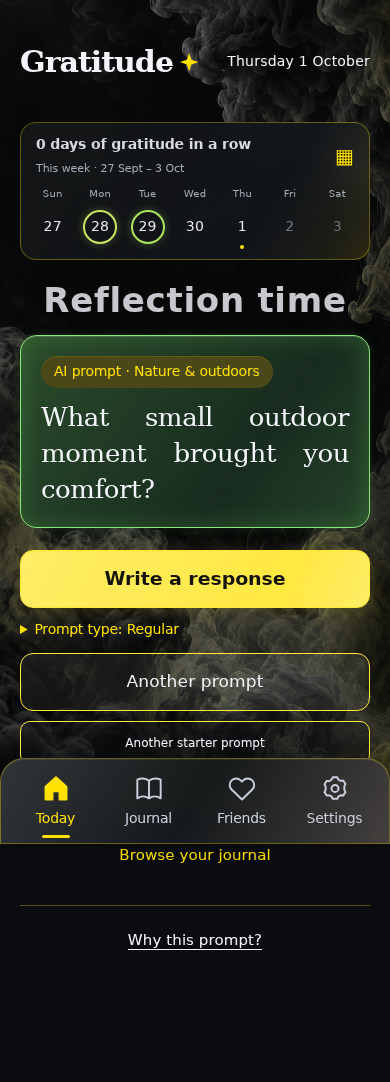 Gratitude
Thursday 1 October
0 days of gratitude in a row
This week · 27 Sept – 3 Oct
Sun Mon Tue Wed Thu Fri Sat
27 28 29 30 1 2 3
Reflection time
AI prompt · Nature & outdoors
What small outdoor
moment brought you
comfort?
Write a response
Prompt type: Regular
Another prompt
Another starter prompt
Today Journal Friends Settings
Browse your journal
Why this prompt?